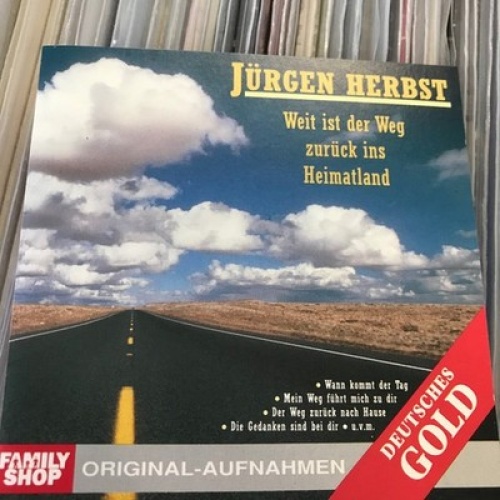 JÜRGEN HERBST
Weit ist der Weg
zurück ins
Heimatland
• Wann kommt der Tag
• Mein Weg führt mich zu dir
• Der Weg zurück nach Hause
• Die Gedanken sind bei dir • u.v.m.
DEUTSCHES
GOLD
FAMILY
SHOP
ORIGINAL-AUFNAHMEN